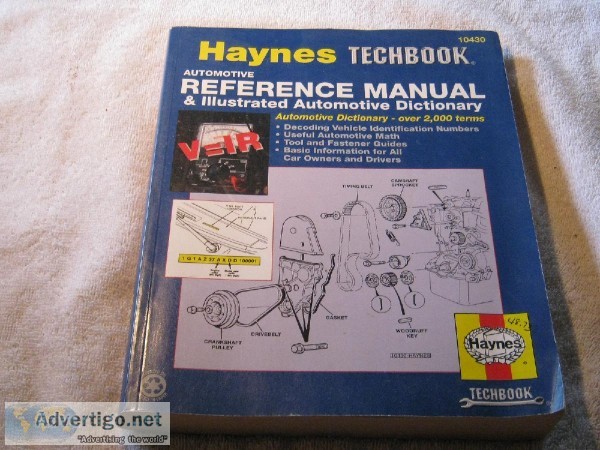 10430
Haynes TECHBOOK®
AUTOMOTIVE
REFERENCE MANUAL
& Illustrated Automotive Dictionary
Automotive Dictionary - over 2,000 terms
• Decoding Vehicle Identification Numbers
• Useful Automotive Math
• Tool and Fastener Guides
• Basic Information for All
Car Owners and Drivers
V=IR
CAMSHAFT
SPROCKET
DRIVEBELT
GASKET
DRIVEBELT
WOODRUFF
KEY
CRANKSHAFT
PULLEY
HAYNES
Haynes
®
TECHBOOK
Advertigo.net
"Advertising the world"